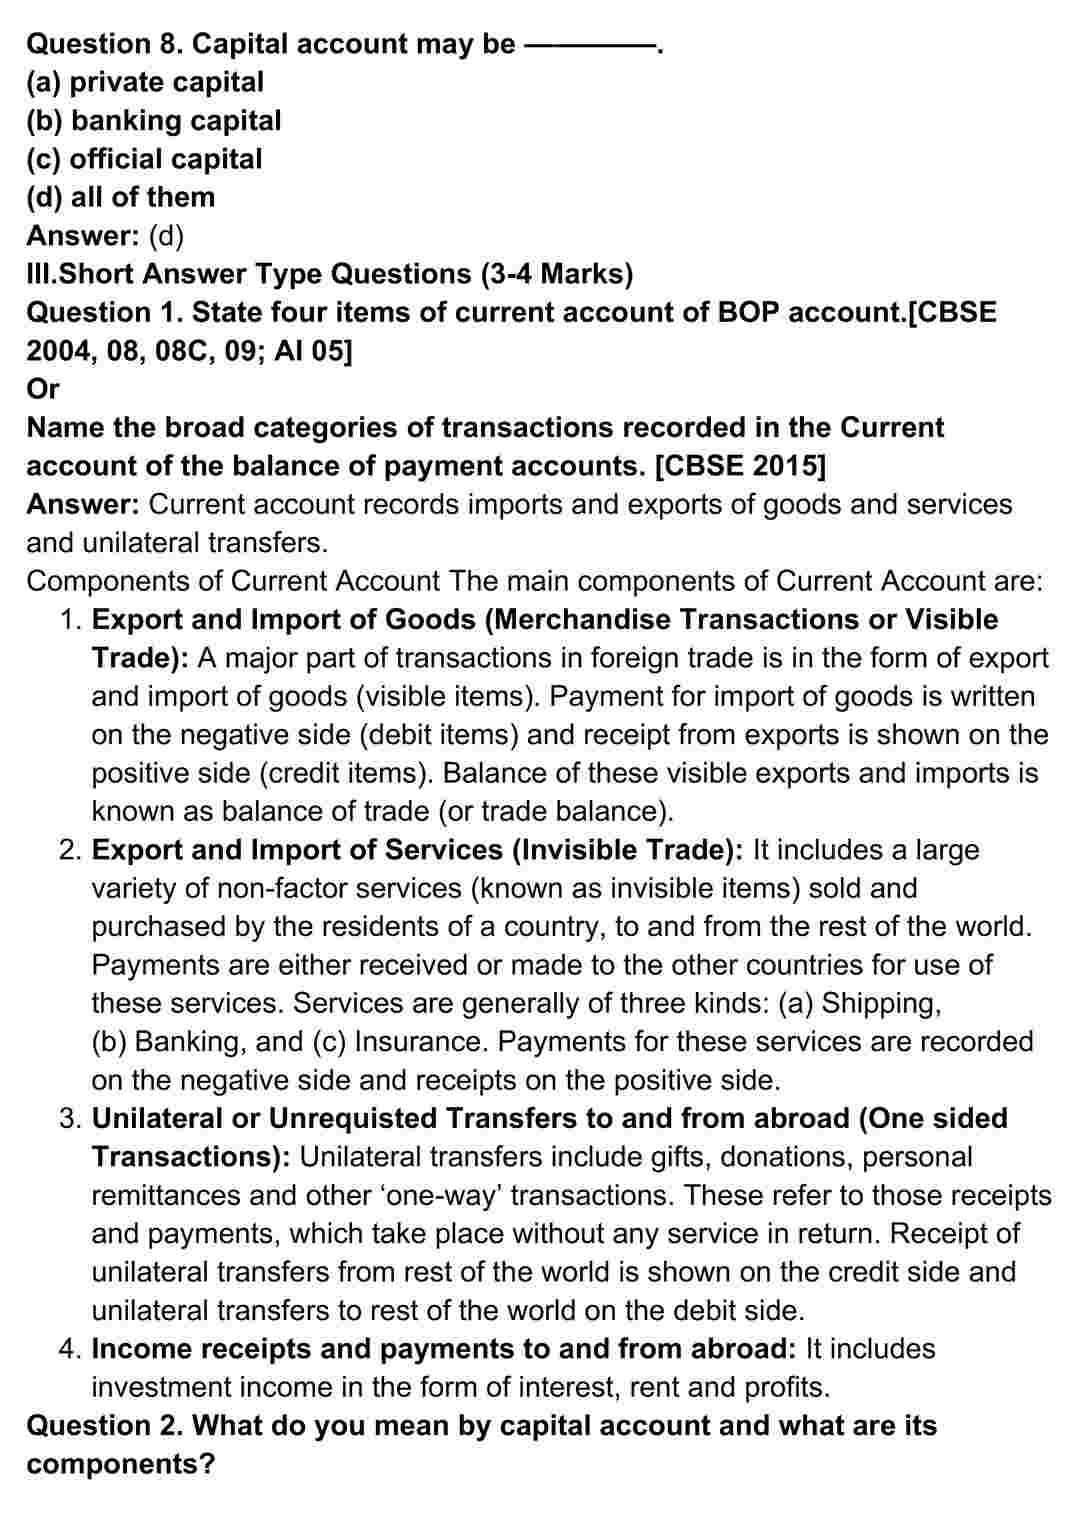 Question 8. Capital account may be ————–.
(a) private capital
(b) banking capital
(c) official capital
(d) all of them
Answer: (d)
III.Short Answer Type Questions (3-4 Marks)
Question 1. State four items of current account of BOP account.[CBSE
2004, 08, 08C, 09; AI 05]
Or
Name the broad categories of transactions recorded in the Current
account of the balance of payment accounts. [CBSE 2015]
Answer: Current account records imports and exports of goods and services
and unilateral transfers.
Components of Current Account The main components of Current Account are:
1. Export and Import of Goods (Merchandise Transactions or Visible
Trade): A major part of transactions in foreign trade is in the form of export
and import of goods (visible items). Payment for import of goods is written
on the negative side (debit items) and receipt from exports is shown on the
positive side (credit items). Balance of these visible exports and imports is
known as balance of trade (or trade balance).
2. Export and Import of Services (Invisible Trade): It includes a large
variety of non-factor services (known as invisible items) sold and
purchased by the residents of a country, to and from the rest of the world.
Payments are either received or made to the other countries for use of
these services. Services are generally of three kinds: (a) Shipping,
(b) Banking, and (c) Insurance. Payments for these services are recorded
on the negative side and receipts on the positive side.
3. Unilateral or Unrequisted Transfers to and from abroad (One sided
Transactions): Unilateral transfers include gifts, donations, personal
remittances and other ‘one-way’ transactions. These refer to those receipts
and payments, which take place without any service in return. Receipt of
unilateral transfers from rest of the world is shown on the credit side and
unilateral transfers to rest of the world on the debit side.
4. Income receipts and payments to and from abroad: It includes
investment income in the form of interest, rent and profits.
Question 2. What do you mean by capital account and what are its
components?